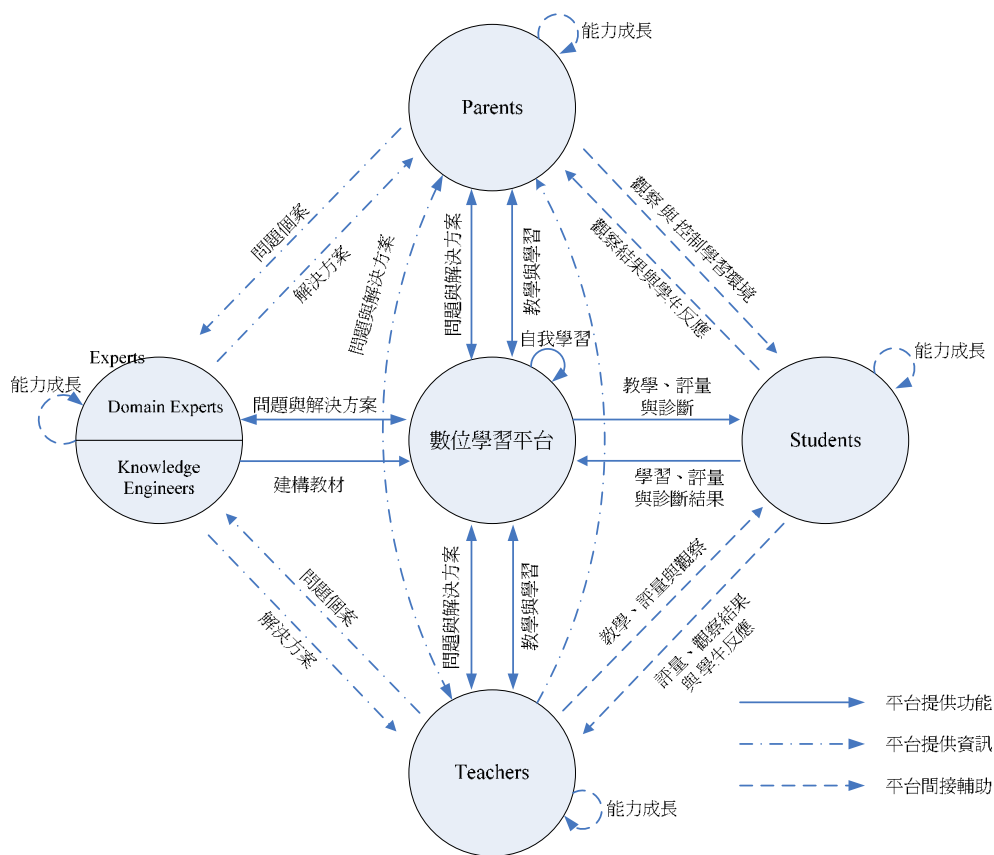 能力成長
Parents
問題個案
解決方案
問題與解決方案
問題與解決方案
教學與學習
觀察與控制學習環境
觀察結果與學生反應
自我學習
Experts
能力成長
Domain Experts
Knowledge
Engineers
問題與解決方案
建構教材
數位學習平台
教學、評量
與診斷
學習、評量
與診斷結果
能力成長
Students
問題個案
解決方案
問題與解決方案
教學與學習
教學、評量與觀察
評量、觀察結果
與學生反應
Teachers
能力成長
平台提供功能
平台提供資訊
平台間接輔助